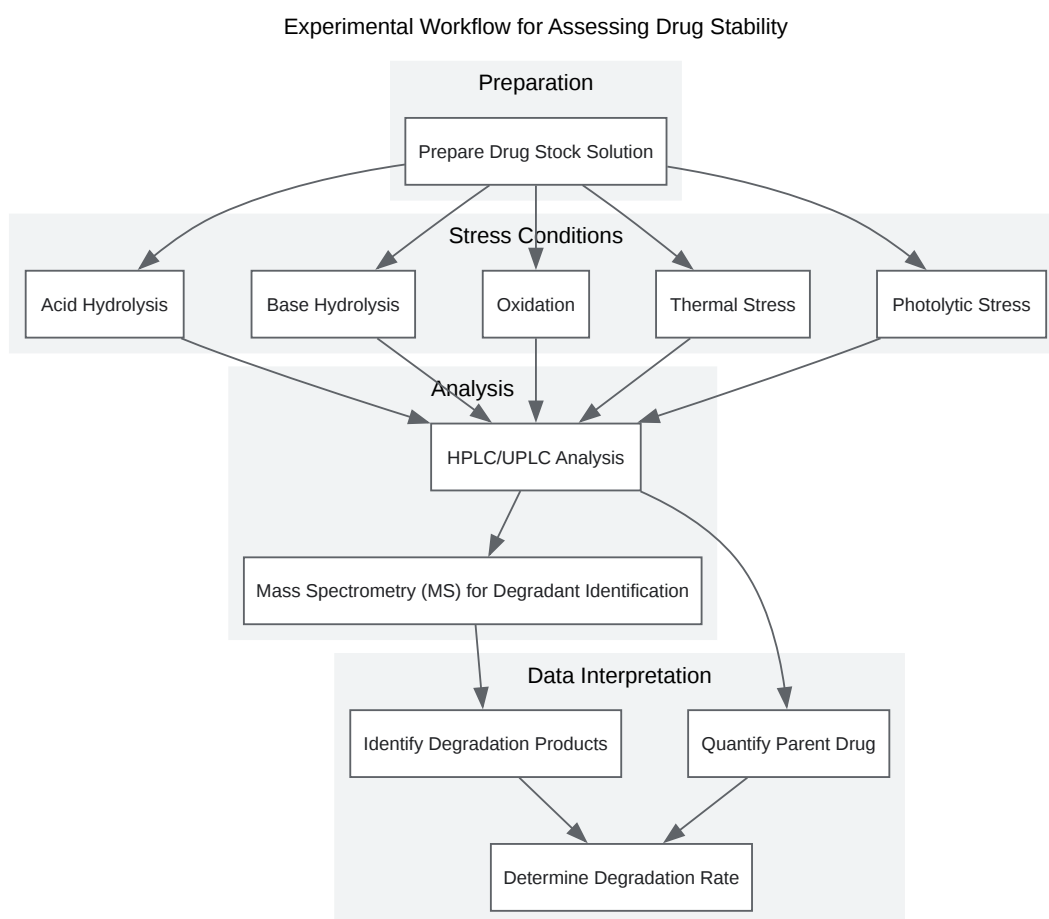 Experimental Workflow for Assessing Drug Stability
Preparation
Prepare Drug Stock Solution
Stress Conditions
Acid Hydrolysis
Base Hydrolysis
Oxidation
Thermal Stress
Photolytic Stress
Analysis
HPLC/UPLC Analysis
Mass Spectrometry (MS) for Degradant Identification
Data Interpretation
Identify Degradation Products
Quantify Parent Drug
Determine Degradation Rate